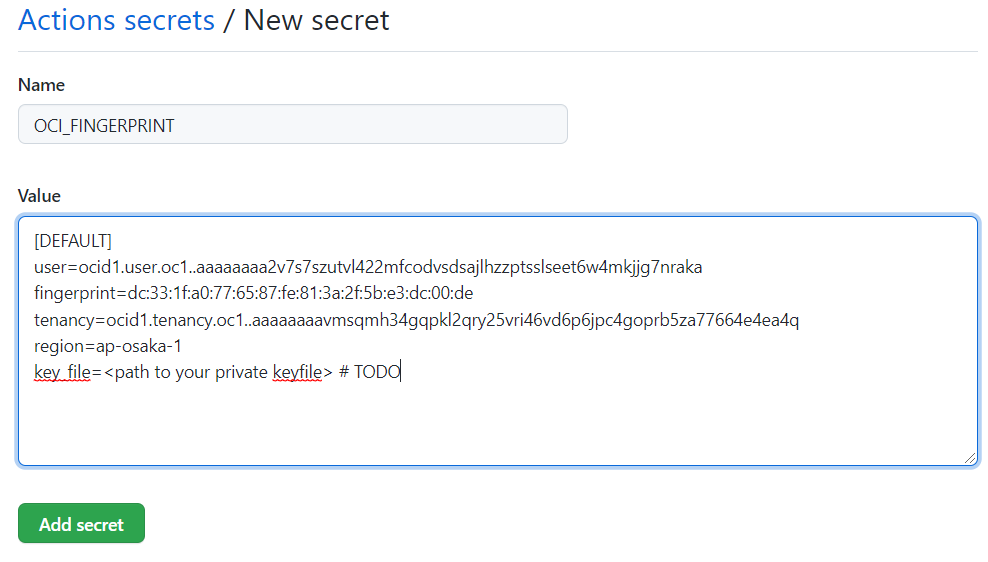 Actions secrets / New secret
Name
OCI_FINGERPRINT
Value
[DEFAULT]
user=ocid1.user.oc1..aaaaaaaa2v7s7szutvl422mfcodvsdsajlhzzptsslseet6w4mkjjg7nraka
fingerprint=dc:33:1f:a0:77:65:87:fe:81:3a:2f:5b:e3:dc:00:de
tenancy=ocid1.tenancy.oc1..aaaaaaaavmsqmh34gqpkl2qry25vri46vd6p6jpc4goprb5za77664e4ea4q
region=ap-osaka-1
key_file=<path to your private keyfile> # TODO
Add secret